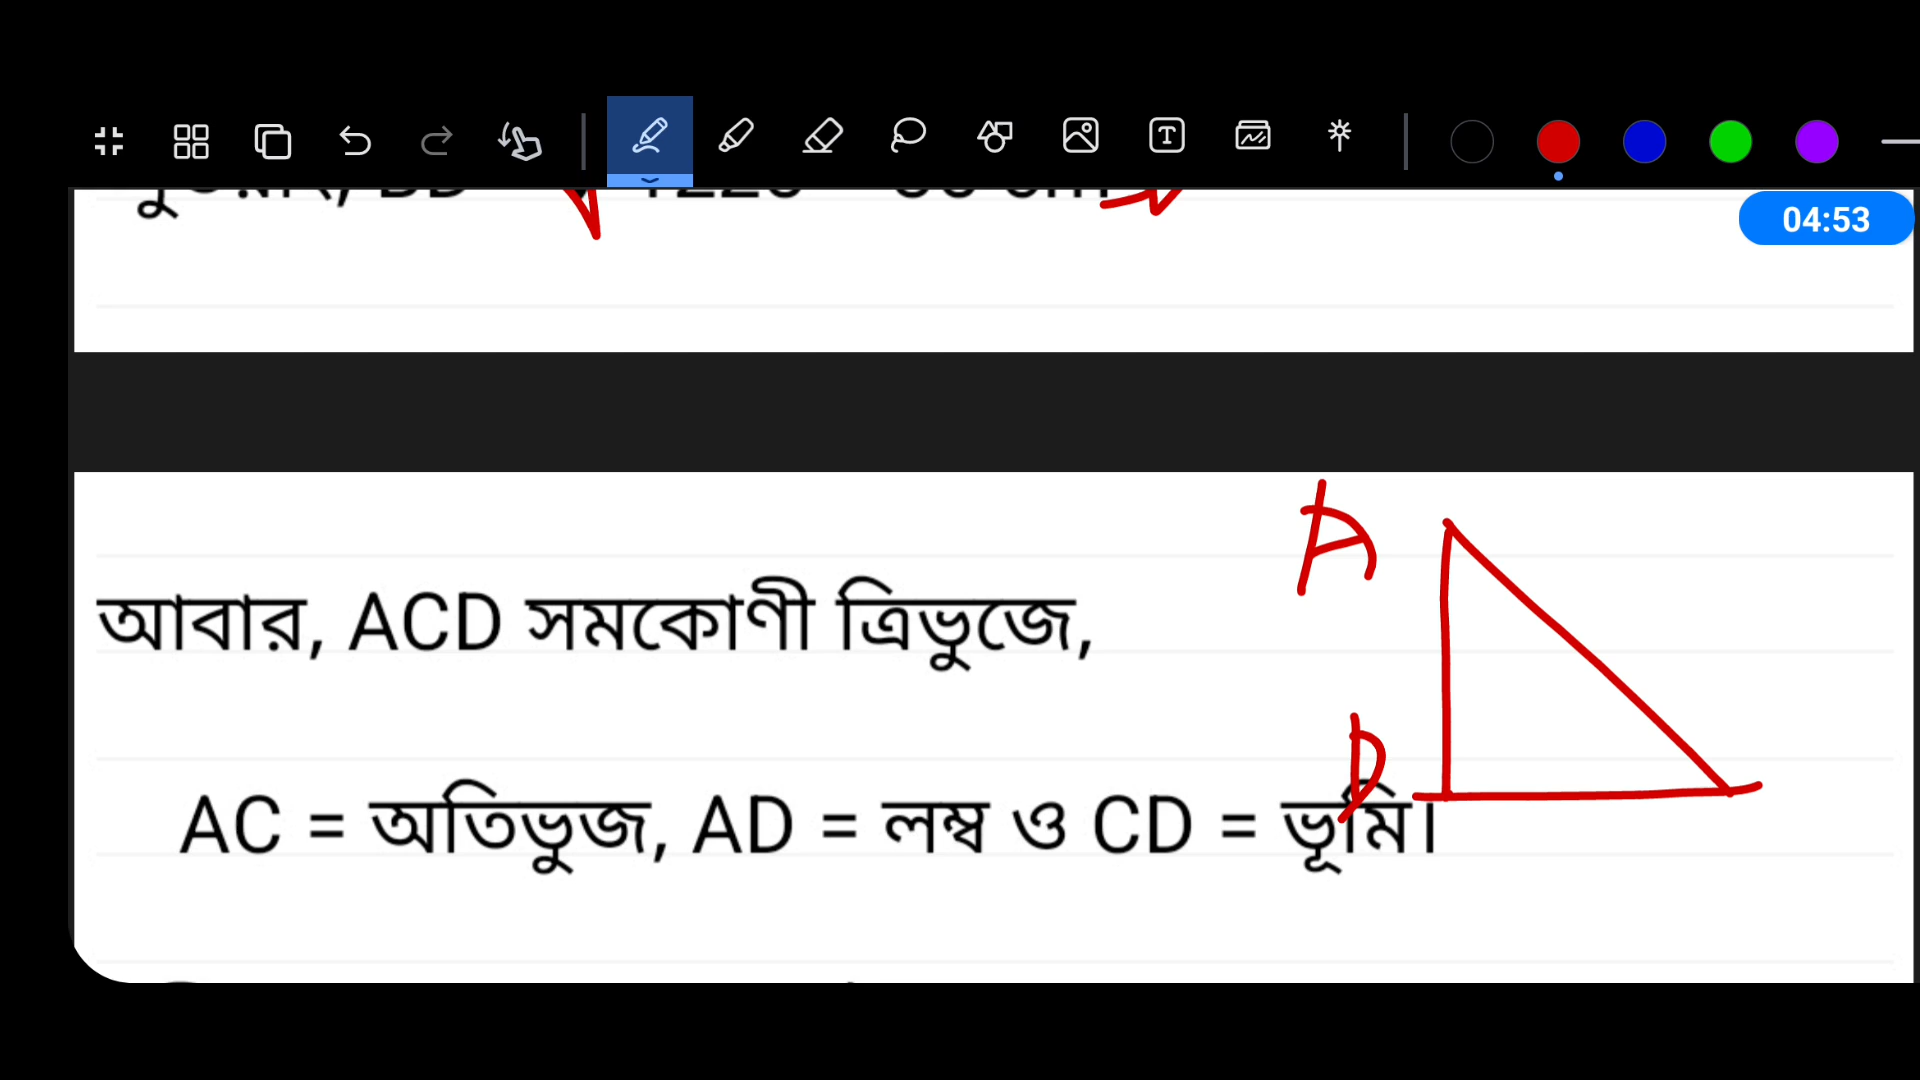 04:53
A
আবার, ACD সমকোণী ত্রিভুজে,
D
AC = অতিভুজ, AD = লম্ব ও CD = ভূমি।